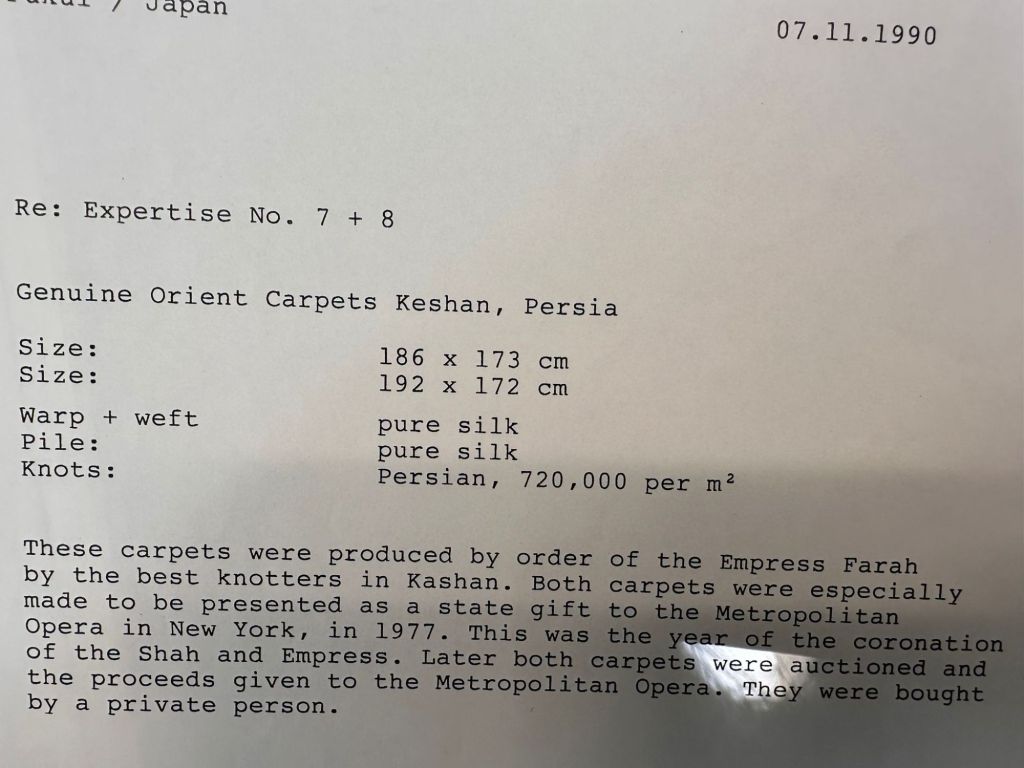 / Japan
07.11.1990
Re: Expertise No. 7 + 8
Genuine Orient Carpets Keshan, Persia
Size: 186 x 173 cm
Size: 192 x 172 cm
Warp + weft pure silk
Pile: pure silk
Knots: Persian, 720,000 per m²
These carpets were produced by order of the Empress Farah
by the best knotters in Kashan. Both carpets were especially
made to be presented as a state gift to the Metropolitan
Opera in New York, in 1977. This was the year of the coronation
of the Shah and Empress. Later both carpets were auctioned and
the proceeds given to the Metropolitan Opera. They were bought
by a private person.